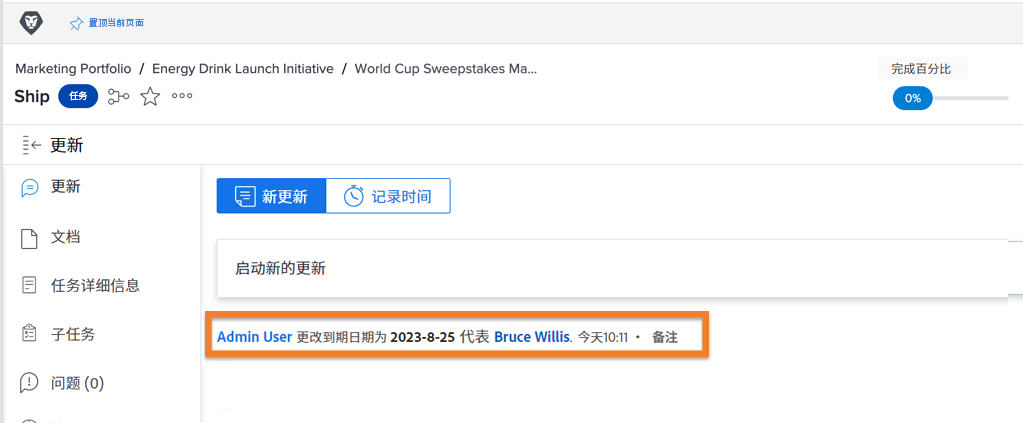 置顶当前页面
Marketing Portfolio / Energy Drink Launch Initiative / World Cup Sweepstakes Ma...
完成百分比
Ship 任务
0%
更新
更新
新更新 记录时间
文档
启动新的更新
任务详细信息
子任务
Admin User 更改到期日期为 2023-8-25 代表 Bruce Willis. 今天10:11 • 备注
问题 (0)